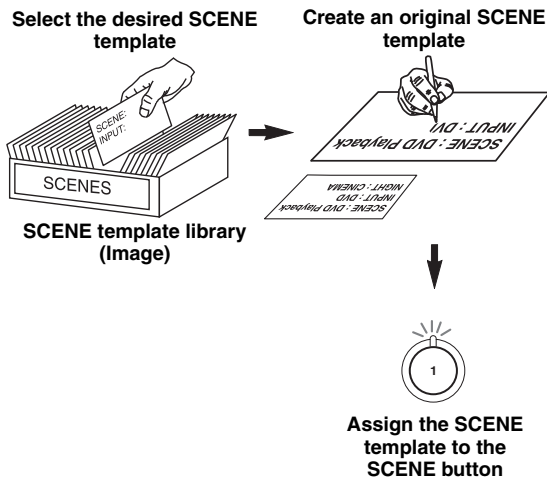 Select the desired SCENE
template
Create an original SCENE
template
SCENE:
INPUT:
SCENES
SCENE template library
(Image)
SCENE : DVD Playback
INPUT : DVI
SCENE : DVD Playback
INPUT : DVD
NIGHT : CINEMA
1
Assign the SCENE
template to the
SCENE button